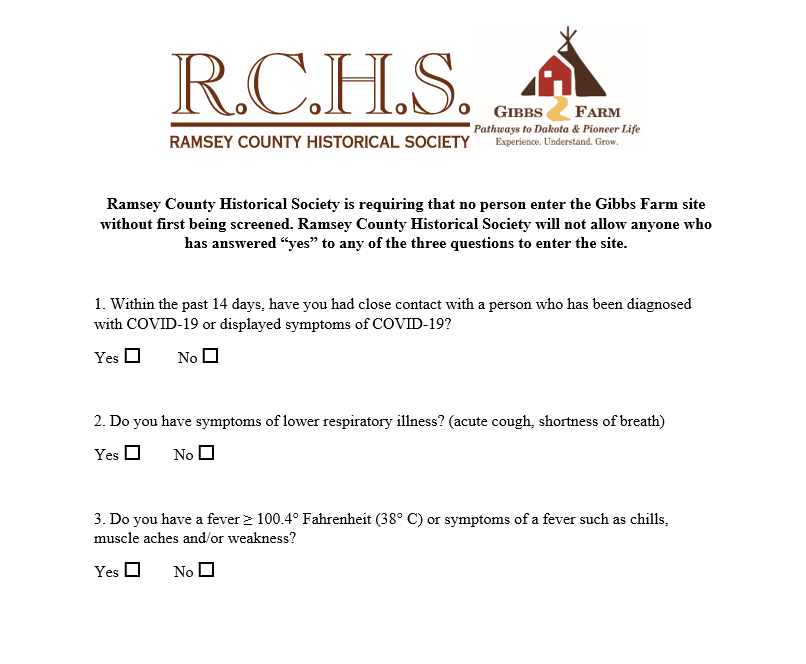 R.C.H.S.
RAMSEY COUNTY HISTORICAL SOCIETY
GIBBS FARM
Pathways to Dakota & Pioneer Life
Experience. Understand. Grow.
Ramsey County Historical Society is requiring that no person enter the Gibbs Farm site
without first being screened. Ramsey County Historical Society will not allow anyone who
has answered “yes” to any of the three questions to enter the site.
1. Within the past 14 days, have you had close contact with a person who has been diagnosed
with COVID-19 or displayed symptoms of COVID-19?
Yes ☐ No ☐
2. Do you have symptoms of lower respiratory illness? (acute cough, shortness of breath)
Yes ☐ No ☐
3. Do you have a fever ≥ 100.4° Fahrenheit (38° C) or symptoms of a fever such as chills,
muscle aches and/or weakness?
Yes ☐ No ☐